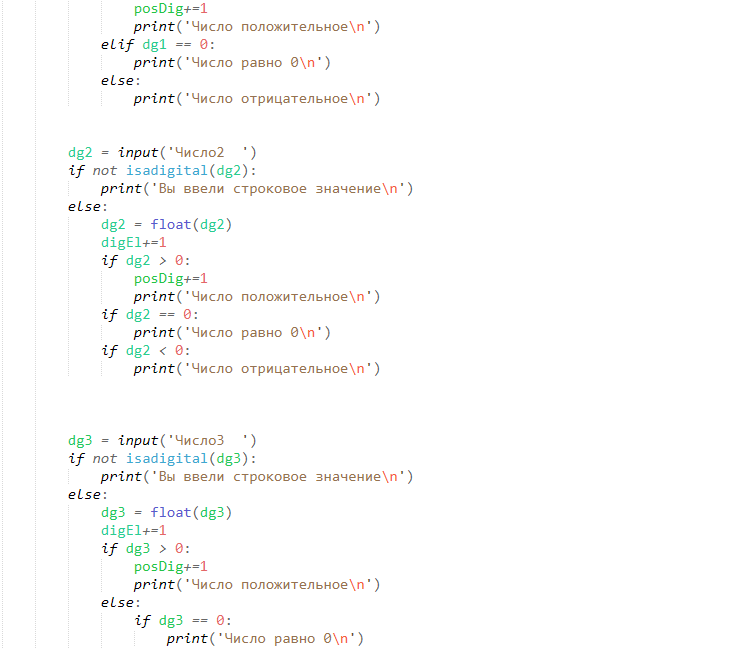 posDig+=1
print('Число положительное\n')
elif dg1 == 0:
print('Число равно 0\n')
else:
print('Число отрицательное\n')
dg2 = input('Число2  ')
if not isadigital(dg2):
print('Вы ввели строковое значение\n')
else:
dg2 = float(dg2)
digEl+=1
if dg2 > 0:
posDig+=1
print('Число положительное\n')
if dg2 == 0:
print('Число равно 0\n')
if dg2 < 0:
print('Число отрицательное\n')
dg3 = input('Число3  ')
if not isadigital(dg3):
print('Вы ввели строковое значение\n')
else:
dg3 = float(dg3)
digEl+=1
if dg3 > 0:
posDig+=1
print('Число положительное\n')
else:
if dg3 == 0:
print('Число равно 0\n')